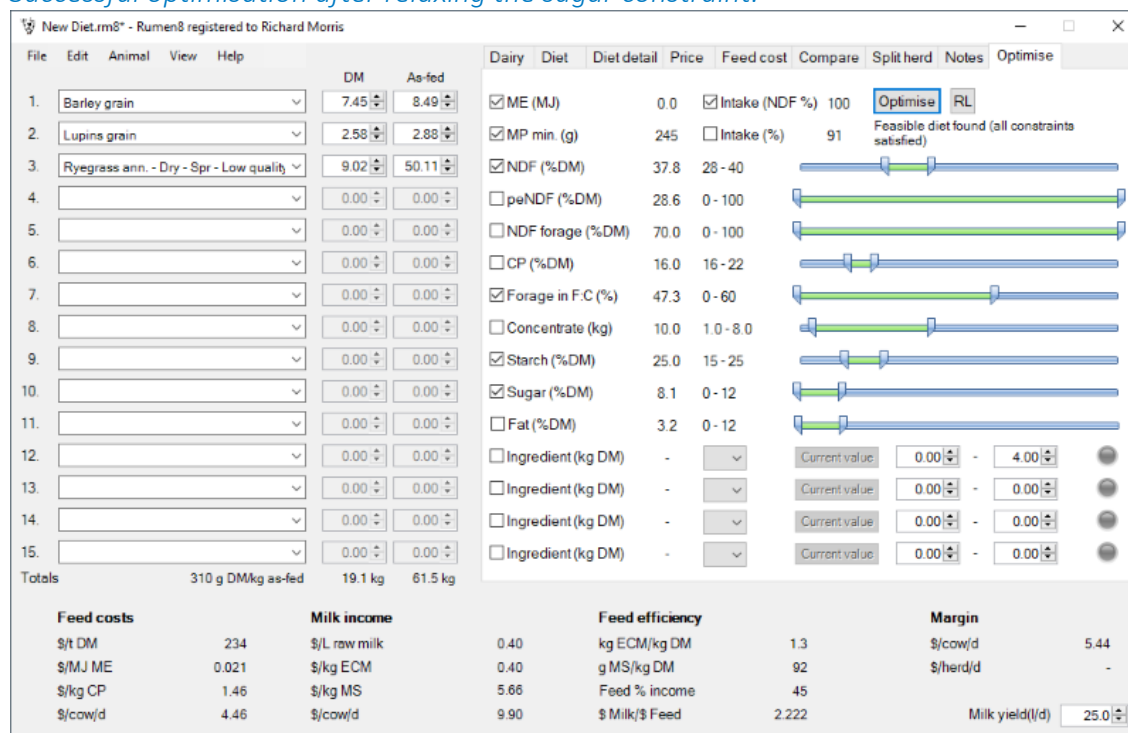 Successful optimisation after relaxing the sugar constraint.
New Diet.rm8* - Rumen8 registered to Richard Morris
File Edit Animal View Help
Dairy Diet Diet detail Price Feed cost Compare Split herd Notes Optimise
DM As-fed
1. Barley grain 7.45 8.49
2. Lupins grain 2.58 2.88
3. Ryegrass ann. - Dry - Spr - Low quality 9.02 50.11
4. 0.00 0.00
5. 0.00 0.00
6. 0.00 0.00
7. 0.00 0.00
8. 0.00 0.00
9. 0.00 0.00
10. 0.00 0.00
11. 0.00 0.00
12. 0.00 0.00
13. 0.00 0.00
14. 0.00 0.00
15. 0.00 0.00
Totals 310 g DM/kg as-fed 19.1 kg 61.5 kg
ME (MJ) 0.0 Intake (NDF %) 100 Optimise RL
MP min. (g) 245 Intake (%) 91 Feasible diet found (all constraints
satisfied)
NDF (%DM) 37.8 28 - 40
peNDF (%DM) 28.6 0 - 100
NDF forage (%DM) 70.0 0 - 100
CP (%DM) 16.0 16 - 22
Forage in F:C (%) 47.3 0 - 60
Concentrate (kg) 10.0 1.0 - 8.0
Starch (%DM) 25.0 15 - 25
Sugar (%DM) 8.1 0 - 12
Fat (%DM) 3.2 0 - 12
Ingredient (kg DM) - Current value 0.00 - 4.00
Ingredient (kg DM) - Current value 0.00 - 0.00
Ingredient (kg DM) - Current value 0.00 - 0.00
Ingredient (kg DM) - Current value 0.00 - 0.00
Feed costs Milk income Feed efficiency Margin
$/t DM 234 $/L raw milk 0.40 kg ECM/kg DM 1.3 $/cow/d 5.44
$/MJ ME 0.021 $/kg ECM 0.40 g MS/kg DM 92 $/herd/d -
$/kg CP 1.46 $/kg MS 5.66 Feed % income 45
$/cow/d 4.46 $/cow/d 9.90 $ Milk/$ Feed 2.222 Milk yield(l/d) 25.0